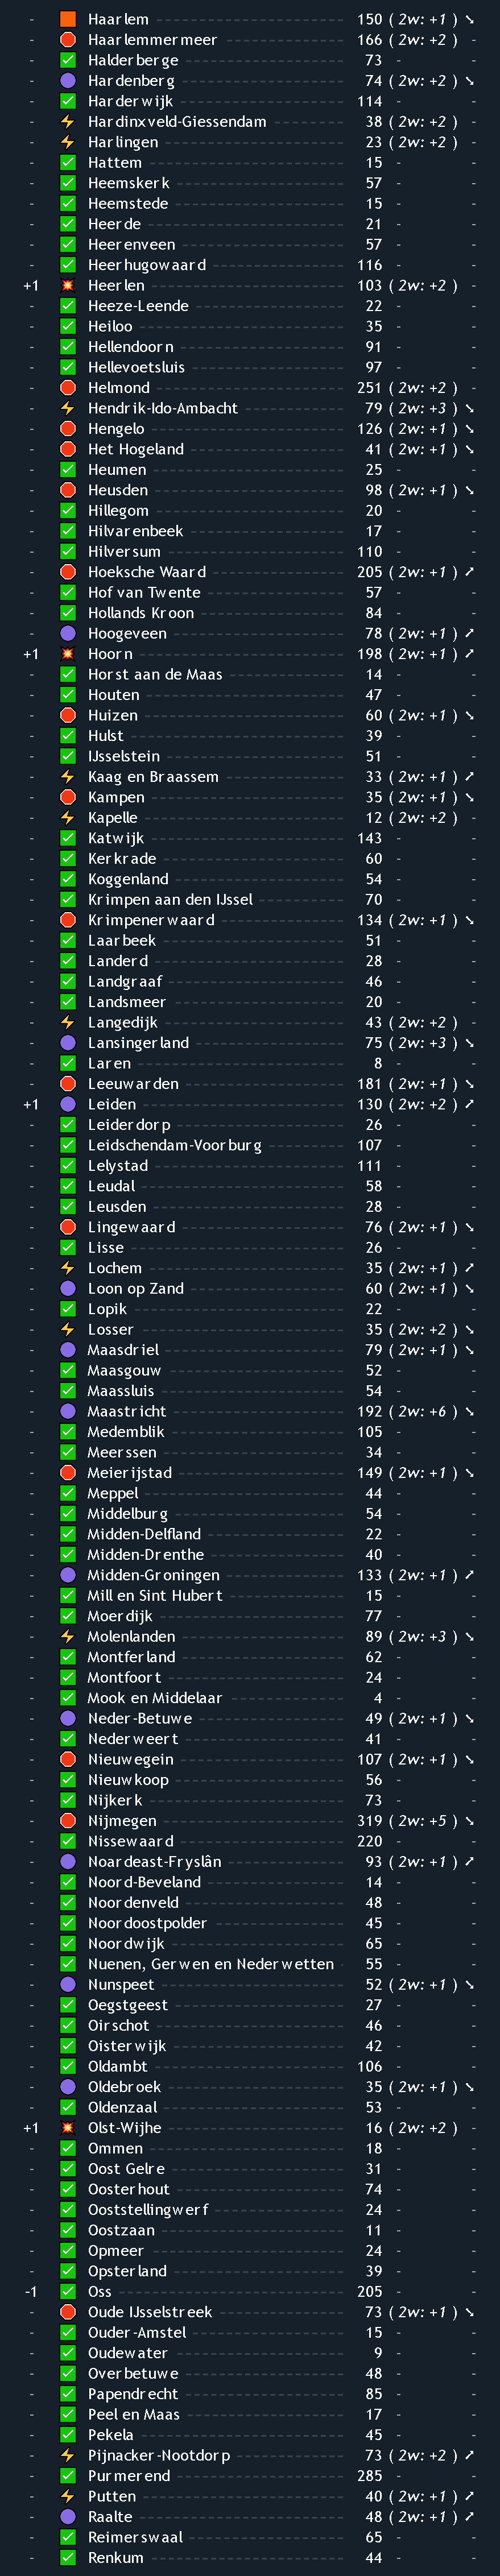 - 🟧 Haarlem 150 ( 2w: +1 ) ↘
- 🛑 Haarlemmermeer 166 ( 2w: +2 ) -
- ✅ Halderberge 73 - -
- 🟣 Hardenberg 74 ( 2w: +2 ) ↘
- ✅ Harderwijk 114 - -
- ⚡ Hardinxveld-Giessendam 38 ( 2w: +2 ) -
- ⚡ Harlingen 23 ( 2w: +2 ) -
- ✅ Hattem 15 - -
- ✅ Heemskerk 57 - -
- ✅ Heemstede 15 - -
- ✅ Heerde 21 - -
- ✅ Heerenveen 57 - -
- ✅ Heerhugowaard 116 - -
+1 💥 Heerlen 103 ( 2w: +2 ) -
- ✅ Heeze-Leende 22 - -
- ✅ Heiloo 35 - -
- ✅ Hellendoorn 91 - -
- ✅ Hellevoetsluis 97 - -
- 🛑 Helmond 251 ( 2w: +2 ) -
- ⚡ Hendrik-Ido-Ambacht 79 ( 2w: +3 ) ↘
- 🛑 Hengelo 126 ( 2w: +1 ) ↘
- 🛑 Het Hogeland 41 ( 2w: +1 ) ↘
- ✅ Heumen 25 - -
- 🛑 Heusden 98 ( 2w: +1 ) ↘
- ✅ Hillegom 20 - -
- ✅ Hilvarenbeek 17 - -
- ✅ Hilversum 110 - -
- 🛑 Hoeksche Waard 205 ( 2w: +1 ) ↗
- ✅ Hof van Twente 57 - -
- ✅ Hollands Kroon 84 - -
- 🟣 Hoogeveen 78 ( 2w: +1 ) ↗
+1 💥 Hoorn 198 ( 2w: +1 ) ↗
- ✅ Horst aan de Maas 14 - -
- ✅ Houten 47 - -
- 🛑 Huizen 60 ( 2w: +1 ) ↘
- ✅ Hulst 39 - -
- ✅ IJsselstein 51 - -
- ⚡ Kaag en Braassem 33 ( 2w: +1 ) ↗
- 🛑 Kampen 35 ( 2w: +1 ) ↘
- ⚡ Kapelle 12 ( 2w: +2 ) -
- ✅ Katwijk 143 - -
- ✅ Kerkrade 60 - -
- ✅ Koggenland 54 - -
- ✅ Krimpen aan den IJssel 70 - -
- 🛑 Krimpenerwaard 134 ( 2w: +1 ) ↘
- ✅ Laarbeek 51 - -
- ✅ Landerd 28 - -
- ✅ Landgraaf 46 - -
- ✅ Landsmeer 20 - -
- ⚡ Langedijk 43 ( 2w: +2 ) -
- 🟣 Lansingerland 75 ( 2w: +3 ) ↘
- ✅ Laren 8 - -
- 🛑 Leeuwarden 181 ( 2w: +1 ) ↘
+1 🟣 Leiden 130 ( 2w: +2 ) ↗
- ✅ Leiderdorp 26 - -
- ✅ Leidschendam-Voorburg 107 - -
- ✅ Lelystad 111 - -
- ✅ Leudal 58 - -
- ✅ Leusden 28 - -
- 🛑 Lingewaard 76 ( 2w: +1 ) ↘
- ✅ Lisse 26 - -
- ⚡ Lochem 35 ( 2w: +1 ) ↗
- 🟣 Loon op Zand 60 ( 2w: +1 ) ↘
- ✅ Lopik 22 - -
- ⚡ Losser 35 ( 2w: +2 ) ↘
- 🟣 Maasdriel 79 ( 2w: +1 ) ↘
- ✅ Maasgouw 52 - -
- ✅ Maassluis 54 - -
- 🟣 Maastricht 192 ( 2w: +6 ) ↘
- ✅ Medemblik 105 - -
- ✅ Meerssen 34 - -
- 🛑 Meierijstad 149 ( 2w: +1 ) ↘
- ✅ Meppel 44 - -
- ✅ Middelburg 54 - -
- ✅ Midden-Delfland 22 - -
- ✅ Midden-Drenthe 40 - -
- 🟣 Midden-Groningen 133 ( 2w: +1 ) ↗
- ✅ Mill en Sint Hubert 15 - -
- ✅ Moerdijk 77 - -
- ⚡ Molenlanden 89 ( 2w: +3 ) ↘
- ✅ Montferland 62 - -
- ✅ Montfoort 24 - -
- ✅ Mook en Middelaar 4 - -
- 🟣 Neder-Betuwe 49 ( 2w: +1 ) ↘
- ✅ Nederweert 41 - -
- 🛑 Nieuwegein 107 ( 2w: +1 ) ↘
- ✅ Nieuwkoop 56 - -
- ✅ Nijkerk 73 - -
- 🛑 Nijmegen 319 ( 2w: +5 ) ↘
- ✅ Nissewaard 220 - -
- 🟣 Noardeast-Fryslân 93 ( 2w: +1 ) ↗
- ✅ Noord-Beveland 14 - -
- ✅ Noordenveld 48 - -
- ✅ Noordoostpolder 45 - -
- ✅ Noordwijk 65 - -
- ✅ Nuenen, Gerwen en Nederwetten 55 - -
- 🟣 Nunspeet 52 ( 2w: +1 ) ↘
- ✅ Oegstgeest 27 - -
- ✅ Oirschot 46 - -
- ✅ Oisterwijk 42 - -
- ✅ Oldambt 106 - -
- 🟣 Oldebroek 35 ( 2w: +1 ) ↘
- ✅ Oldenzaal 53 - -
+1 💥 Olst-Wijhe 16 ( 2w: +2 ) -
- ✅ Ommen 18 - -
- ✅ Oost Gelre 31 - -
- ✅ Oosterhout 74 - -
- ✅ Ooststellingwerf 24 - -
- ✅ Oostzaan 11 - -
- ✅ Opmeer 24 - -
- ✅ Opsterland 39 - -
-1 ✅ Oss 205 - -
- 🛑 Oude IJsselstreek 73 ( 2w: +1 ) ↘
- ✅ Ouder-Amstel 15 - -
- ✅ Oudewater 9 - -
- ✅ Overbetuwe 48 - -
- ✅ Papendrecht 85 - -
- ✅ Peel en Maas 17 - -
- ✅ Pekela 45 - -
- ⚡ Pijnacker-Nootdorp 73 ( 2w: +2 ) ↗
- ✅ Purmerend 285 - -
- ⚡ Putten 40 ( 2w: +1 ) ↗
- 🟣 Raalte 48 ( 2w: +1 ) ↗
- ✅ Reimerswaal 65 - -
- ✅ Renkum 44 - -